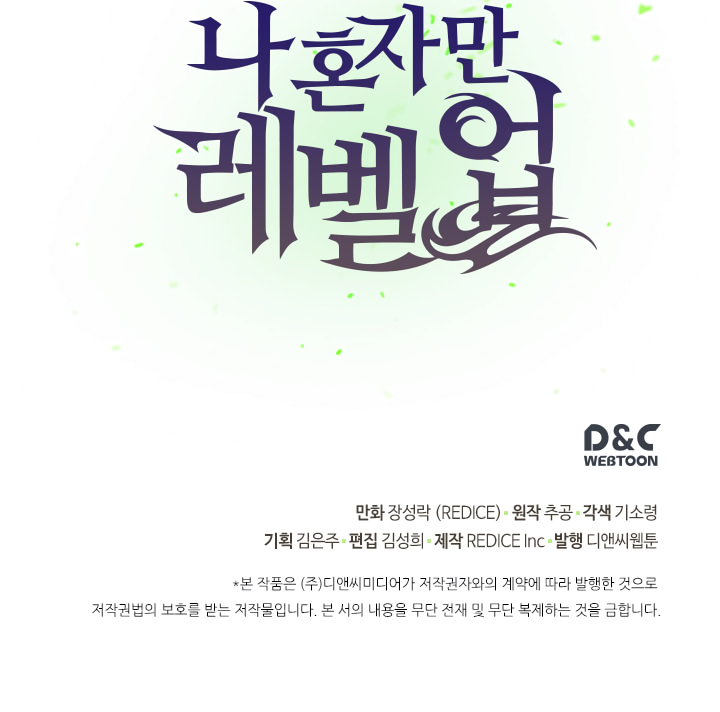 나 혼자만
레벨업
D&C
WEBTOON
만화 장성락 (REDICE) · 원작 추공 · 각색 기소령
기획 김은주 · 편집 김성희 · 제작 REDICE Inc · 발행 디앤씨웹툰
*본 작품은 (주)디앤씨미디어가 저작권자와의 계약에 따라 발행한 것으로
저작권법의 보호를 받는 저작물입니다. 본 서의 내용을 무단 전재 및 무단 복제하는 것을 금합니다.